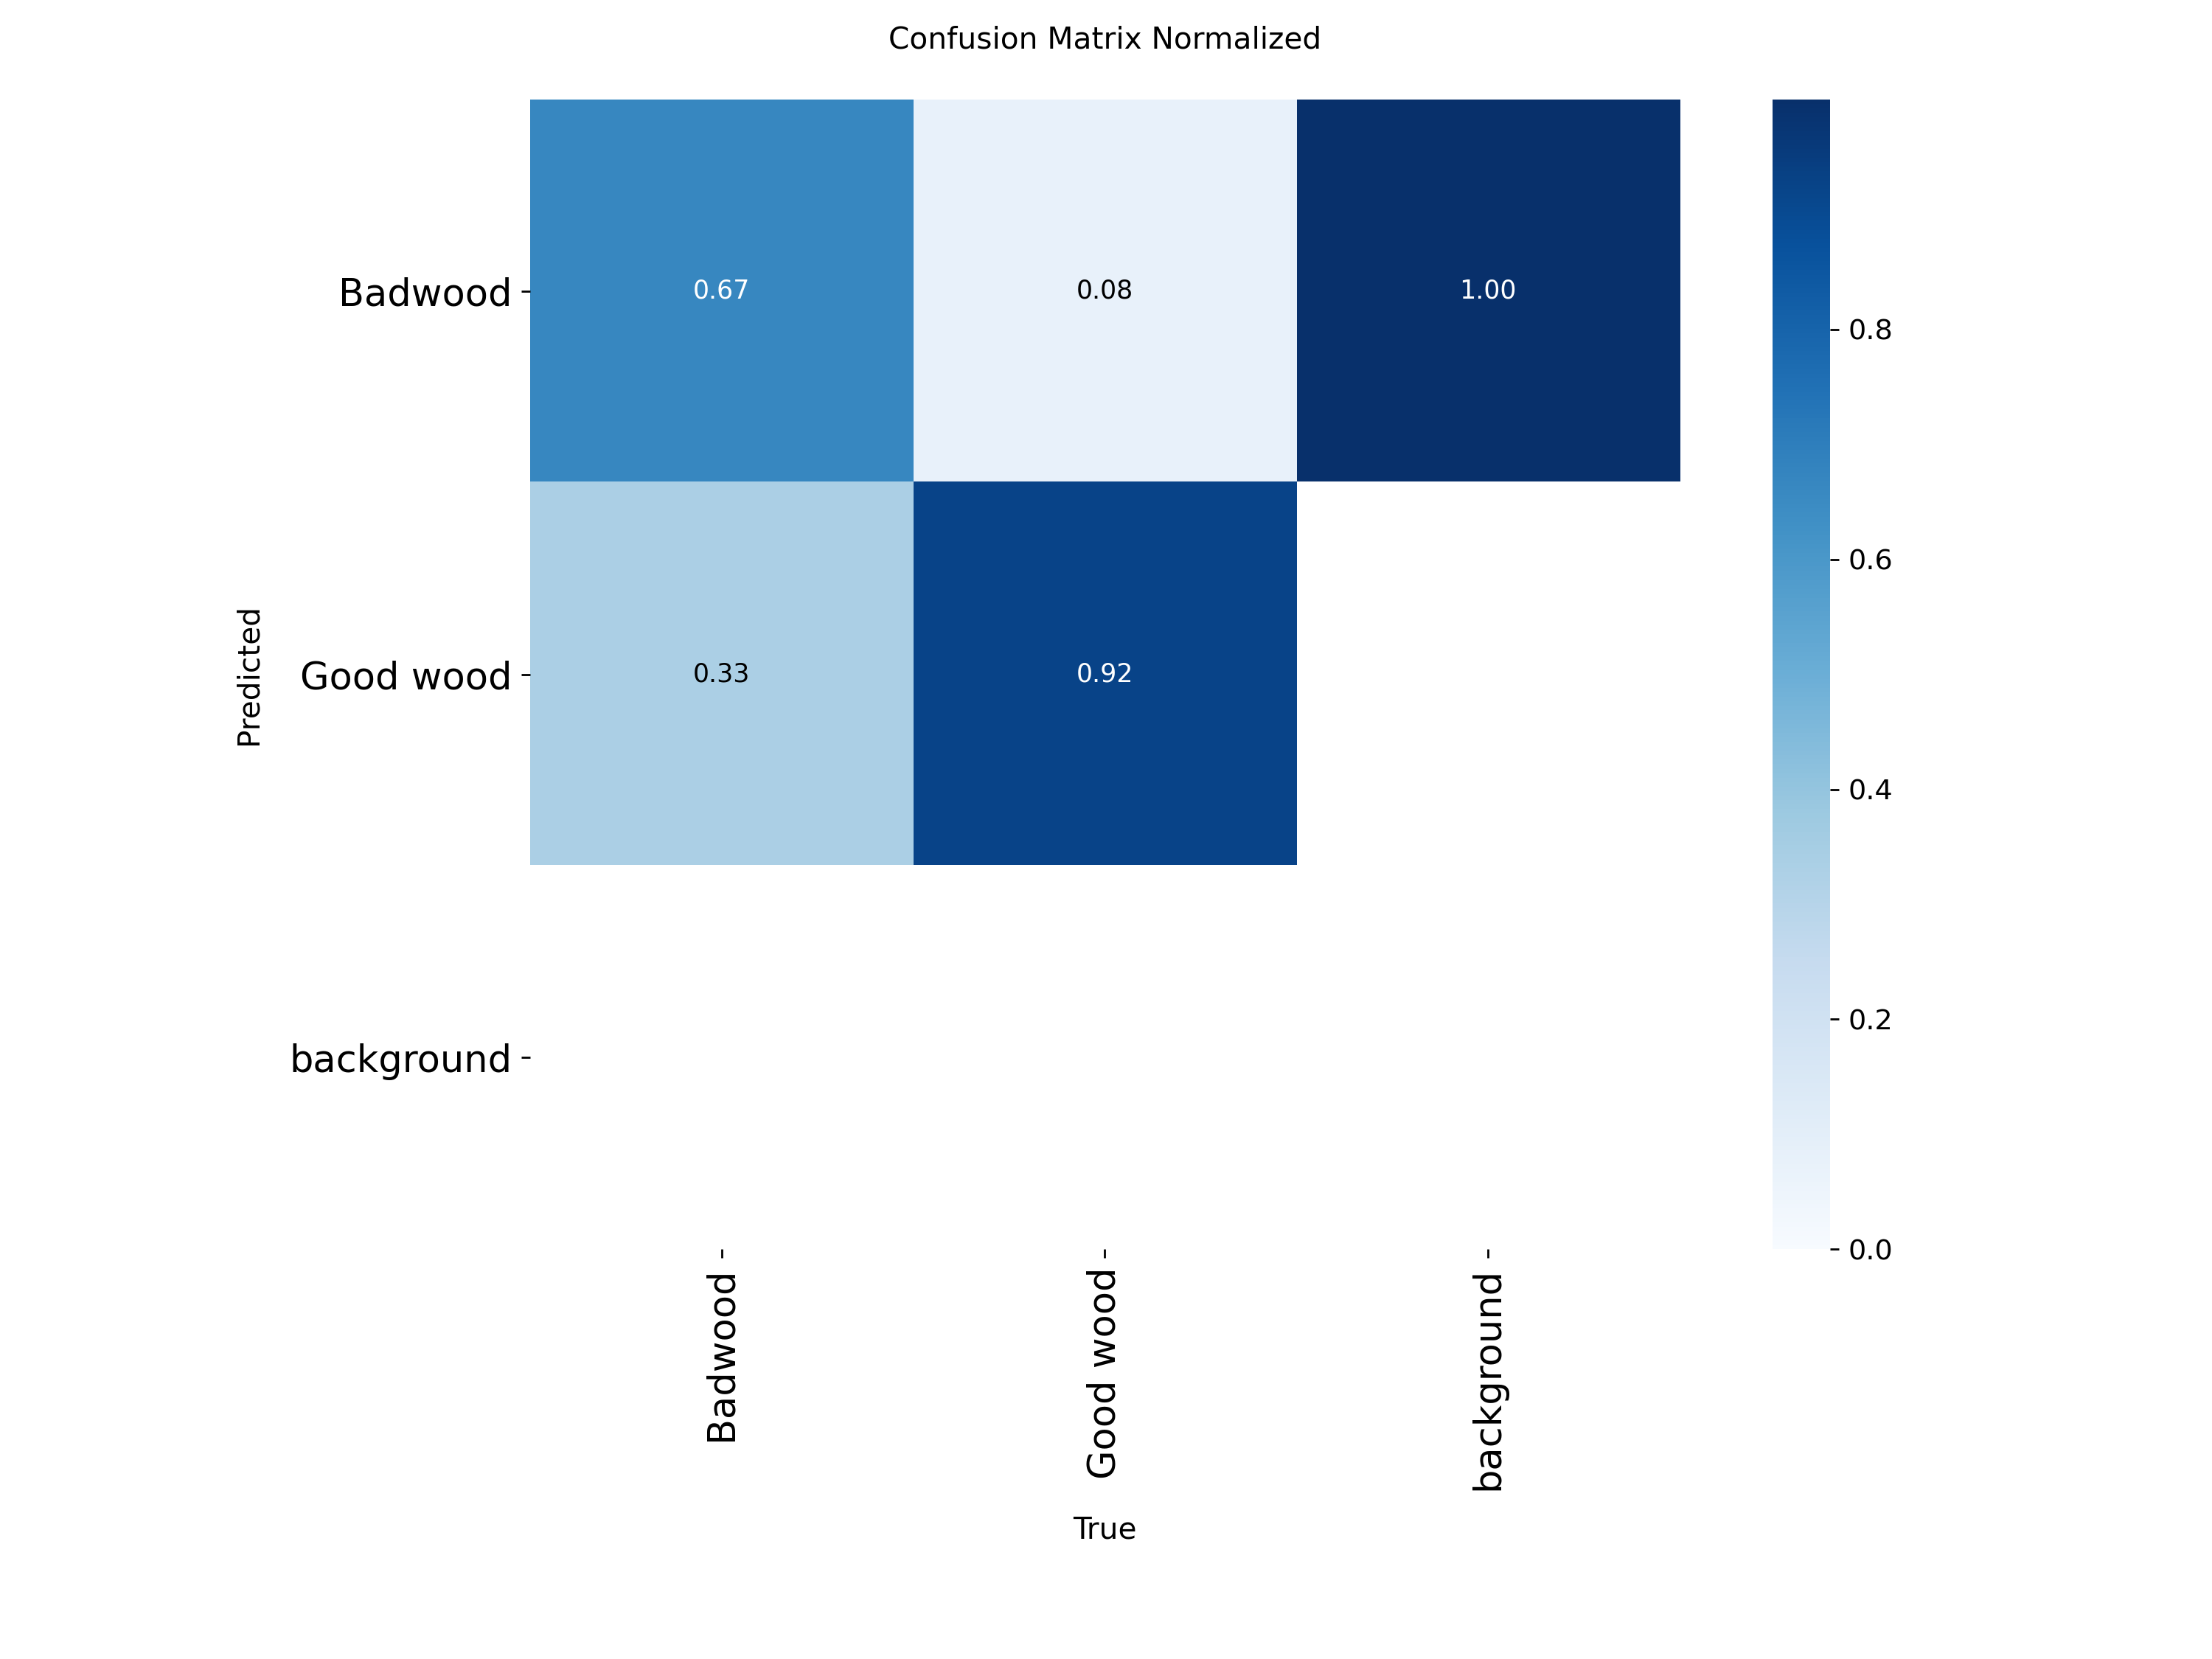 Confusion Matrix Normalized
Badwood
0.67
0.08
1.00
Good wood
0.33
0.92
background
Predicted
Badwood
Good wood
background
True
0.8
0.6
0.4
0.2
0.0